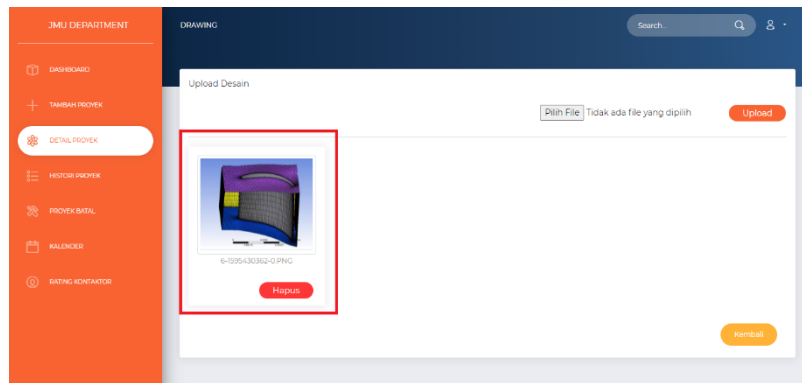 JMU DEPARTMENT
DRAWING
Search...
DASHBOARD
TAMBAH PROYEK
DETAIL PROYEK
HISTORI PROYEK
PROYEK BATAL
KALENDER
RATING KONTAKTOR
Upload Desain
Pilih File Tidak ada file yang dipilih
Upload
6-1595430362-0.PNG
Hapus
Kembali